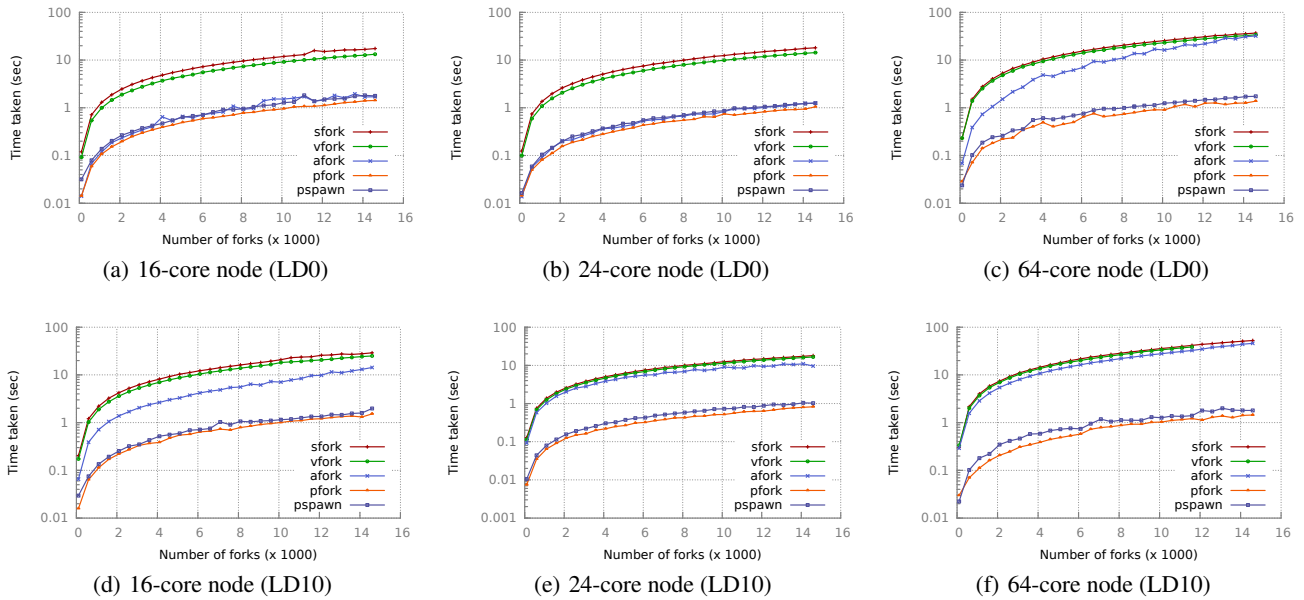 100
10
1
0.1
0.01
Time taken (sec)
sfork
vfork
afork
pfork
pspawn
0 2 4 6 8 10 12 14 16
Number of forks (x 1000)
(a) 16-core node (LD0)
100
10
1
0.1
0.01
Time taken (sec)
sfork
vfork
afork
pfork
pspawn
0 2 4 6 8 10 12 14 16
Number of forks (x 1000)
(b) 24-core node (LD0)
100
10
1
0.1
0.01
Time taken (sec)
sfork
vfork
afork
pfork
pspawn
0 2 4 6 8 10 12 14 16
Number of forks (x 1000)
(c) 64-core node (LD0)
100
10
1
0.1
0.01
Time taken (sec)
sfork
vfork
afork
pfork
pspawn
0 2 4 6 8 10 12 14 16
Number of forks (x 1000)
(d) 16-core node (LD10)
100
10
1
0.1
0.01
0.001
Time taken (sec)
sfork
vfork
afork
pfork
pspawn
0 2 4 6 8 10 12 14 16
Number of forks (x 1000)
(e) 24-core node (LD10)
100
10
1
0.1
0.01
Time taken (sec)
sfork
vfork
afork
pfork
pspawn
0 2 4 6 8 10 12 14 16
Number of forks (x 1000)
(f) 64-core node (LD10)